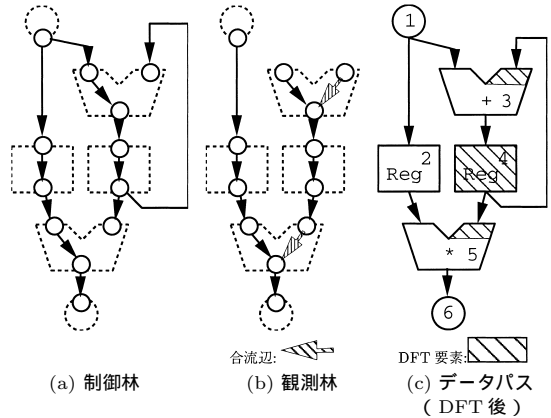 1
+ 3
Reg 2
Reg 4
* 5
6
合流辺:
DFT 要素:
(a) 制御林
(b) 観測林
(c) データパス
( DFT 後 )